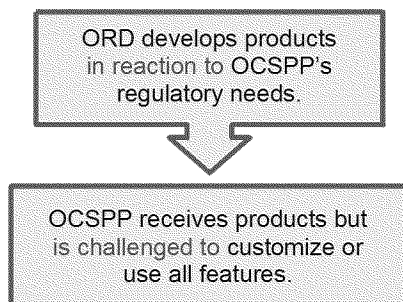 ORD develops products
in reaction to OCSPP's
regulatory needs.
OCSPP receives products but
is challenged to customize or
use all features.